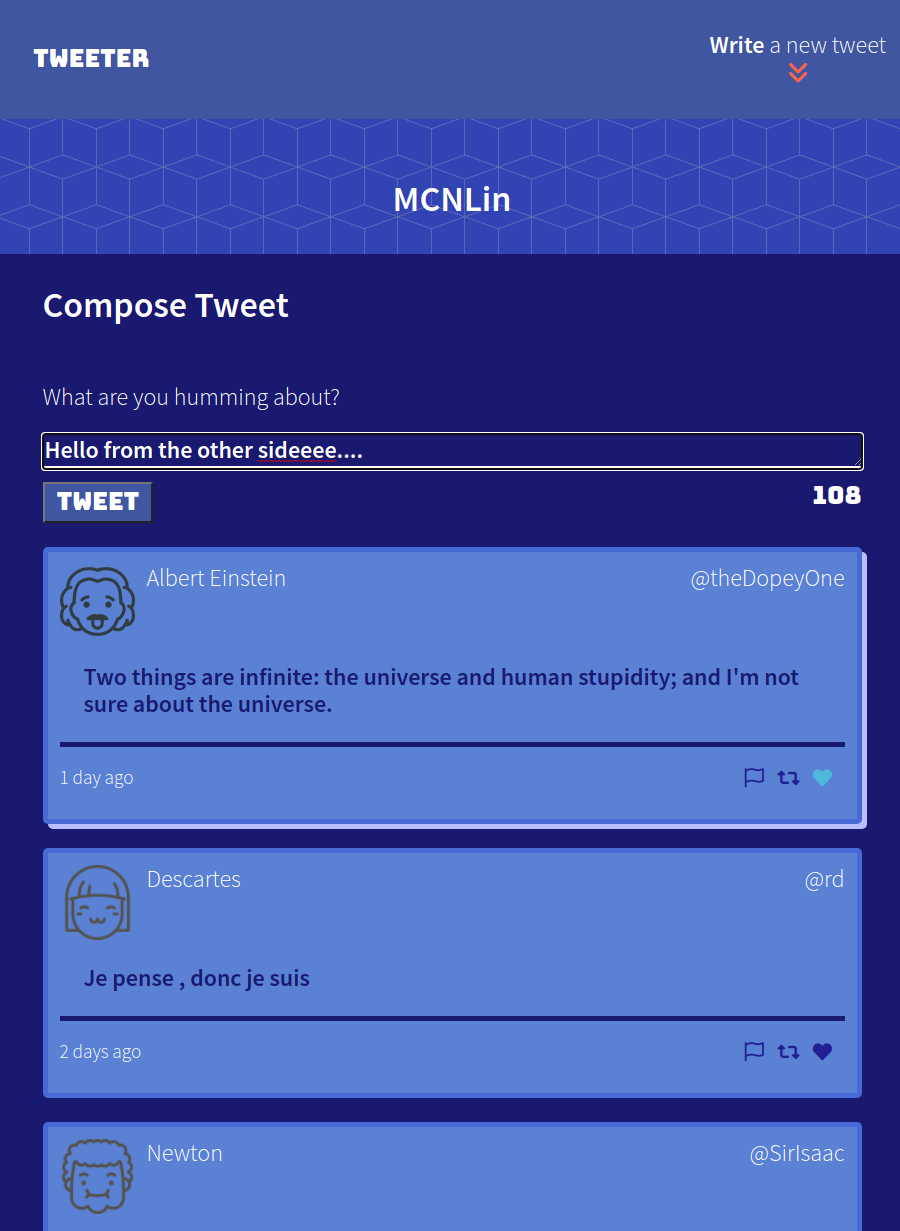 TWEETER
Write a new tweet
MCNLin
Compose Tweet
What are you humming about?
Hello from the other sideeee....
TWEET
108
Albert Einstein
@theDopeyOne
Two things are infinite: the universe and human stupidity; and I'm not
sure about the universe.
1 day ago
Descartes
@rd
Je pense , donc je suis
2 days ago
Newton
@SirIsaac